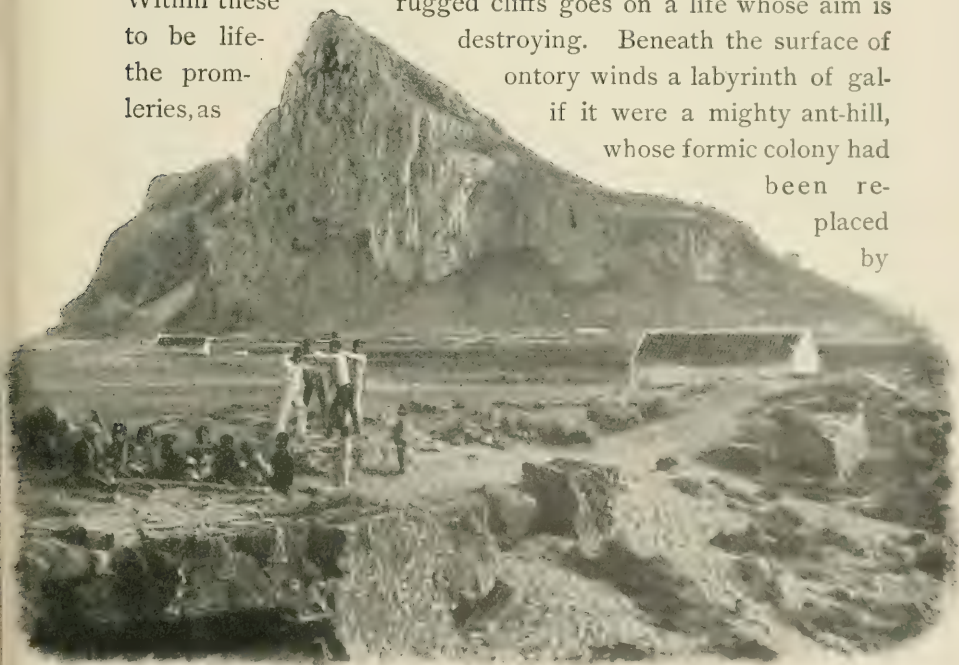 Within these rugged cliffs goes on a life whose aim is
to be life- destroying. Beneath the surface of
the prom- ontory winds a labyrinth of gal-
leries, as if it were a mighty ant-hill,
whose formic colony had
been re-
placed
by